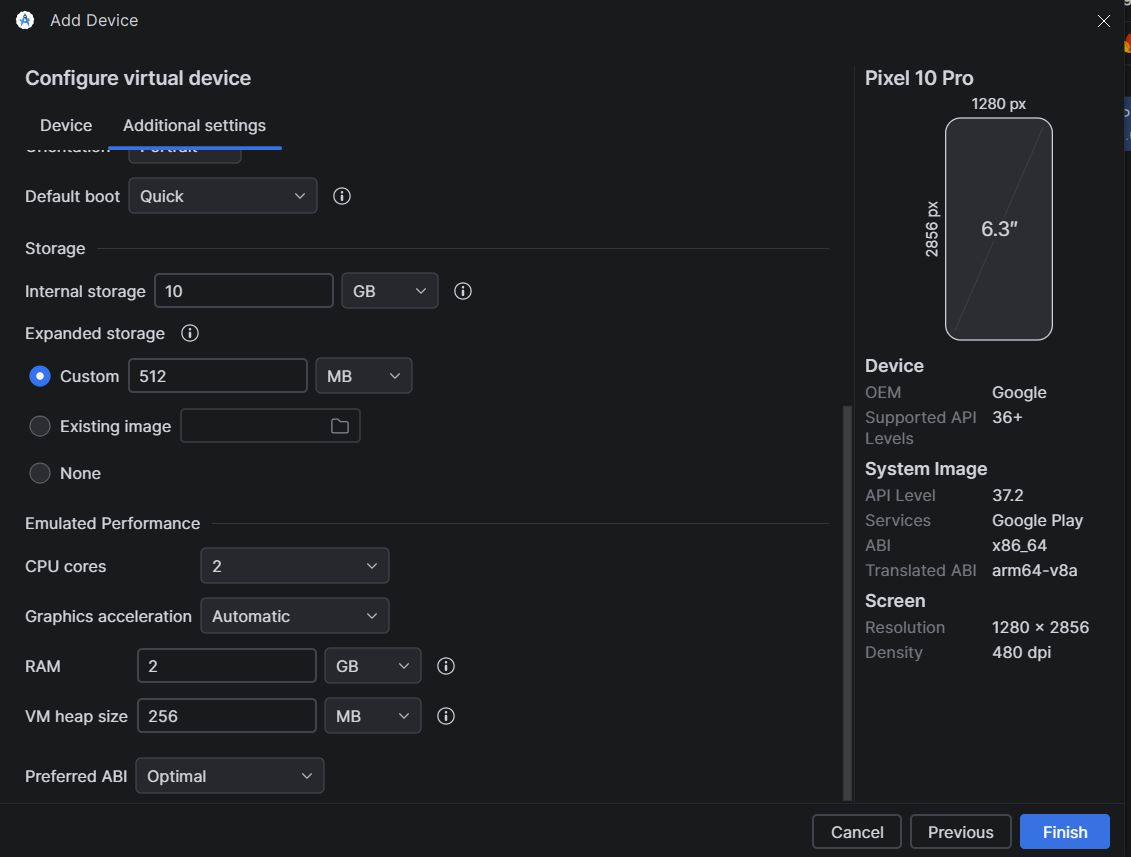 Add Device
Configure virtual device
Device Additional settings
Orientation Portrait
Default boot Quick
Storage
Internal storage 10 GB
Expanded storage
Custom 512 MB
Existing image
None
Emulated Performance
CPU cores 2
Graphics acceleration Automatic
RAM 2 GB
VM heap size 256 MB
Preferred ABI Optimal
Pixel 10 Pro
1280 px
2856 px
6.3″
Device
OEM Google
Supported API 36+
Levels
System Image
API Level 37.2
Services Google Play
ABI x86_64
Translated ABI arm64-v8a
Screen
Resolution 1280 × 2856
Density 480 dpi
Cancel Previous Finish